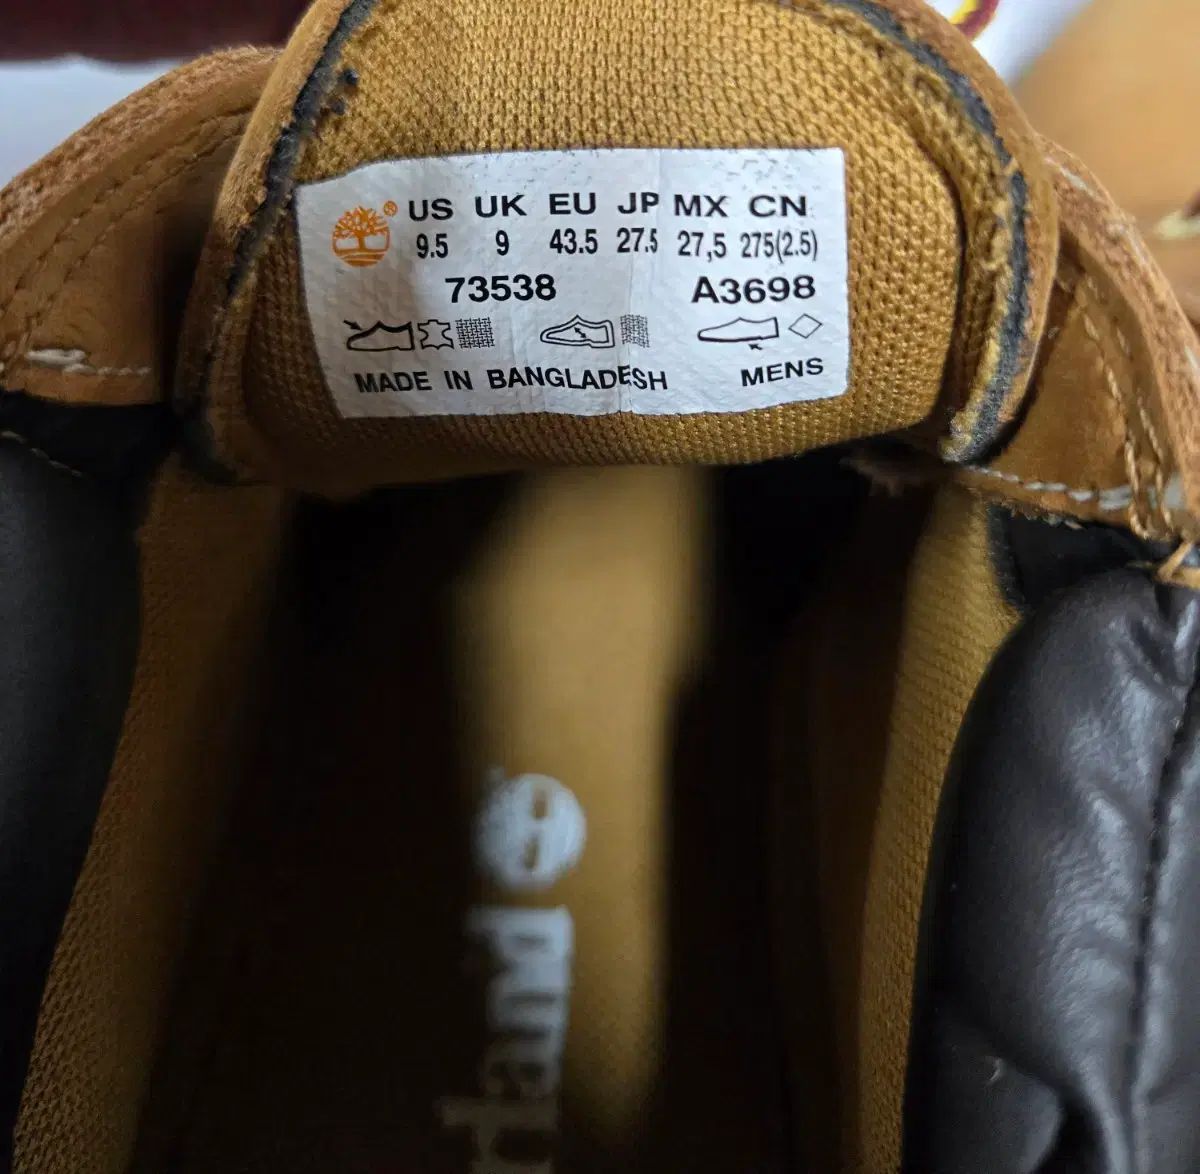 ® US UK EU JP MX CN
9.5 9 43.5 27.5 27,5 275(2.5)
73538 A3698
MADE IN BANGLADESH MENS
rland